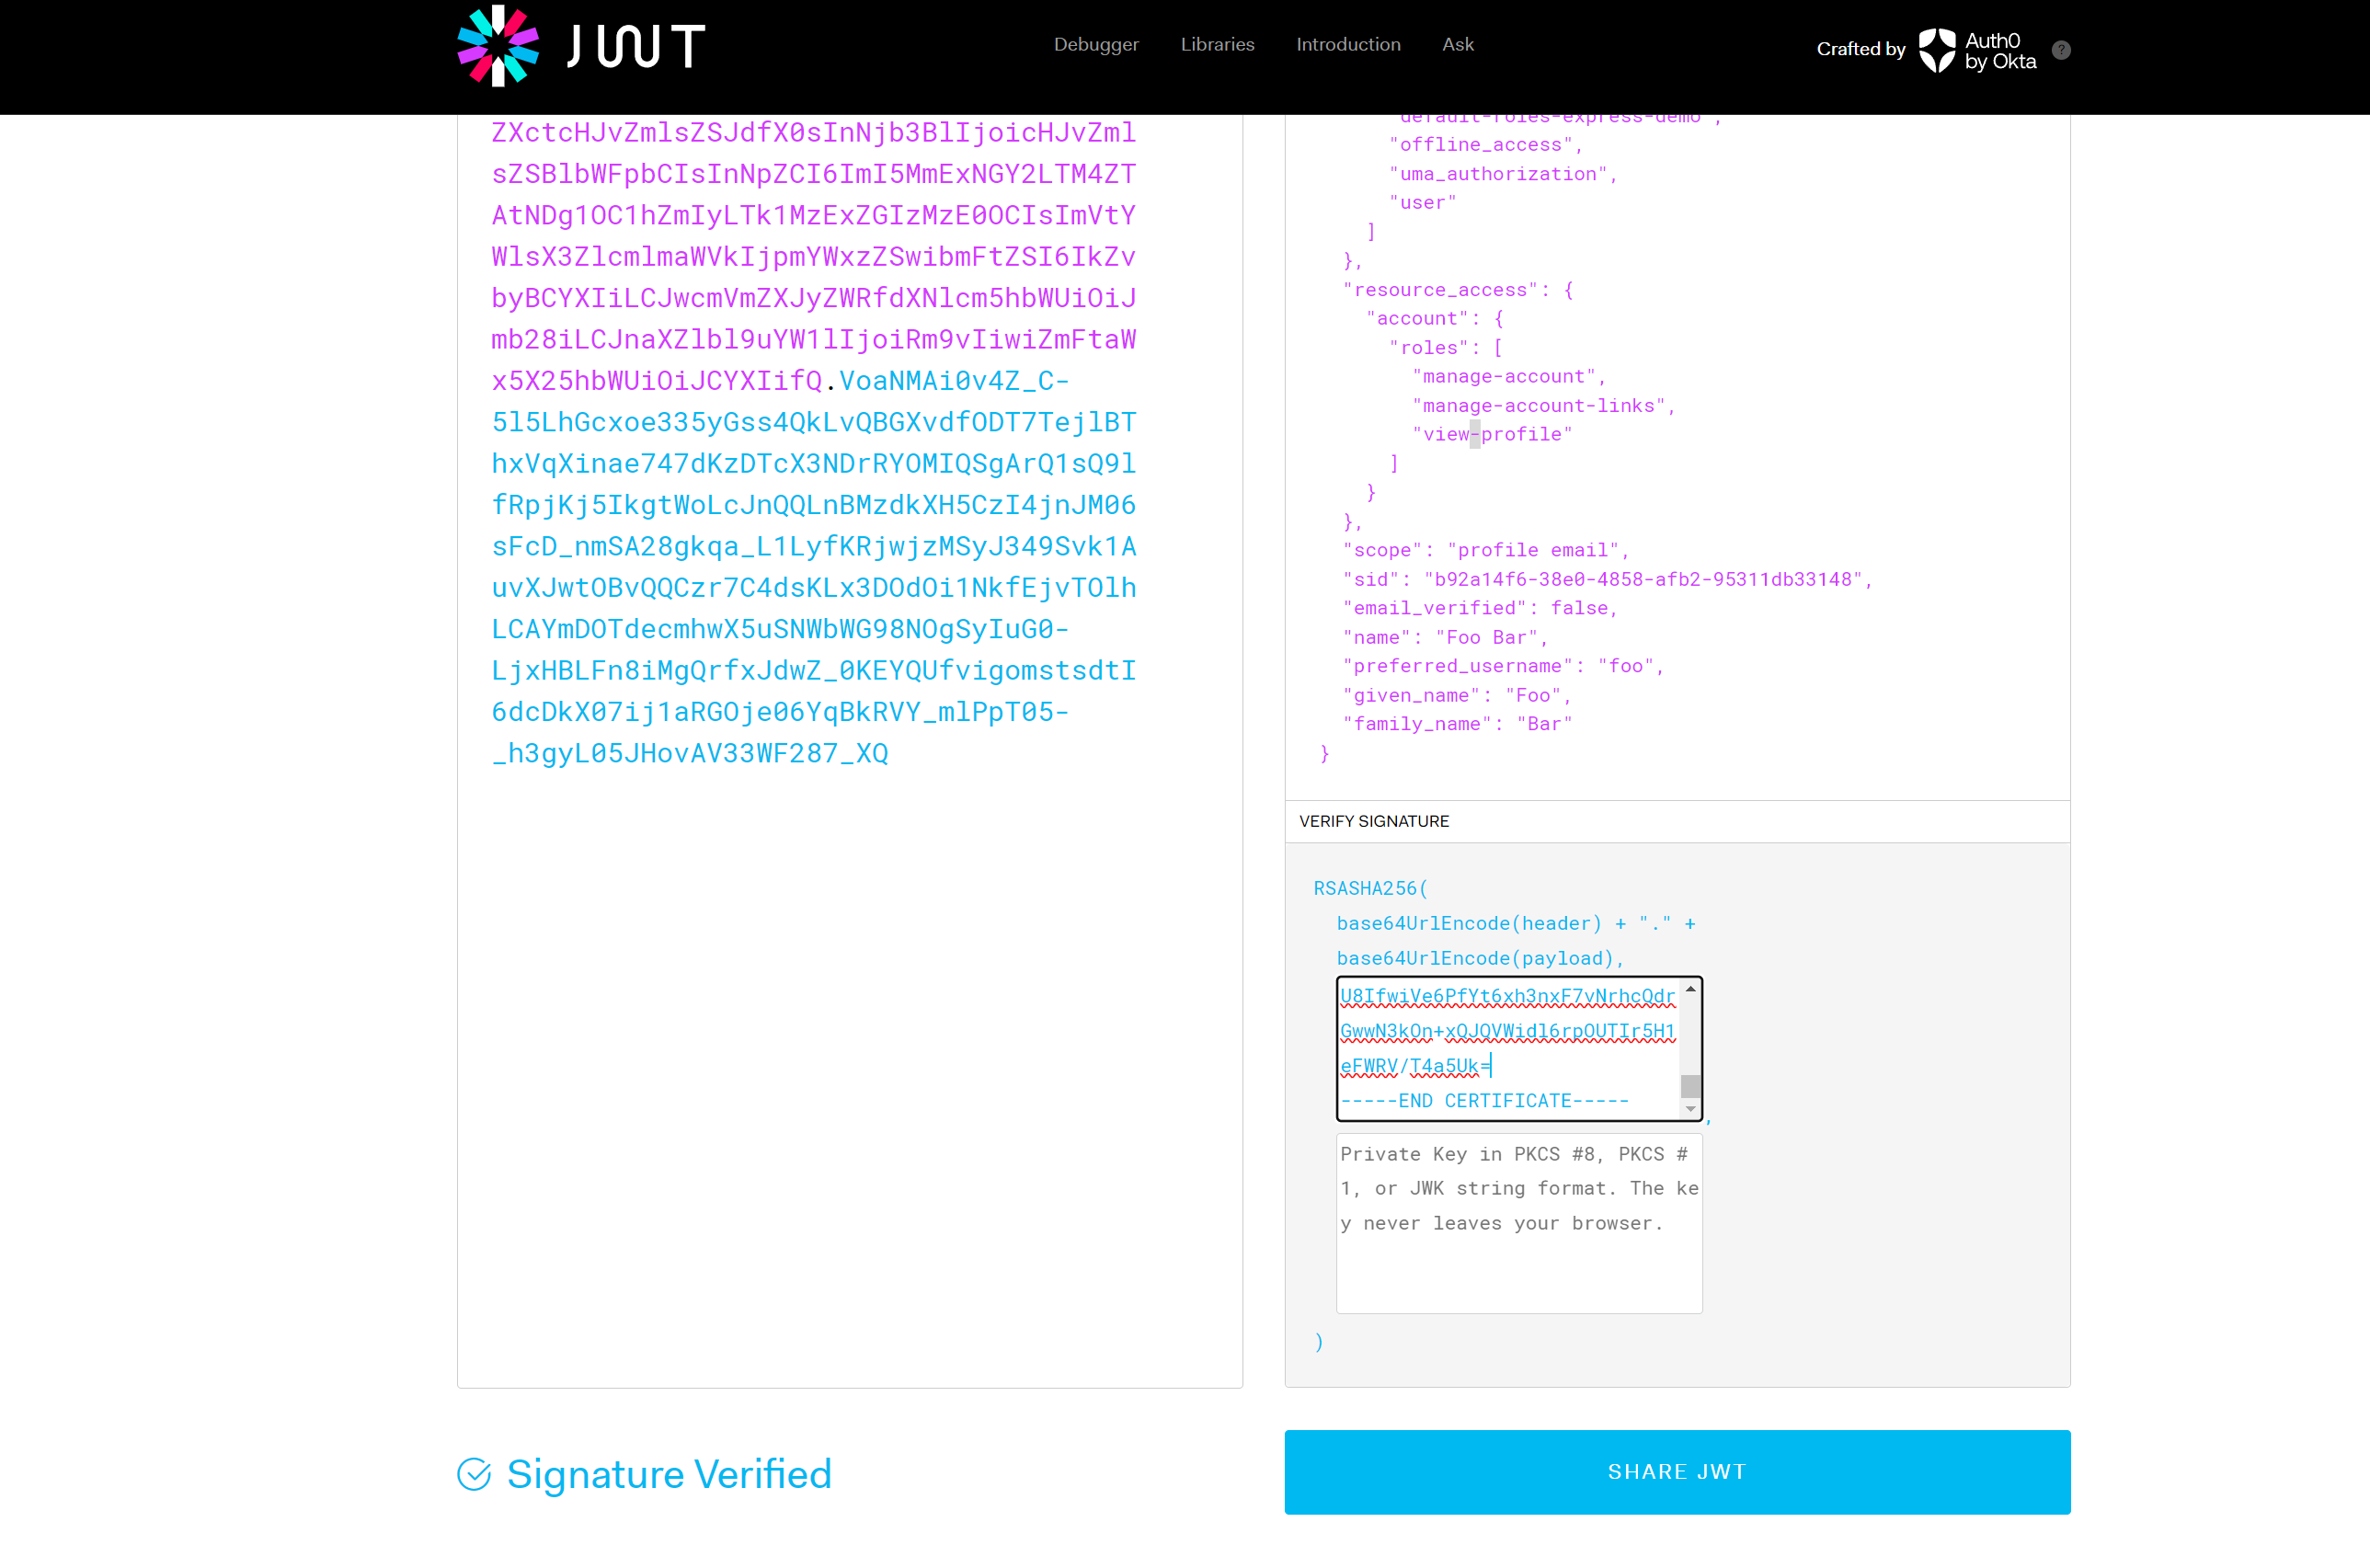 JWT
Debugger Libraries Introduction Ask
Crafted by Auth0 by Okta ?
ZXctcHJvZmlsZSJdfX0sInNjb3BlIjoicHJvZml
sZSBlbWFpbCIsInNpZCI6ImI5MmExNGY2LTM4ZT
AtNDg1OC1hZmIyLTk1MzExZGIzMzE0OCIsImVtY
WlsX3ZlcmlmaWVkIjpmYWxzZSwibmFtZSI6IkZv
byBCYXIiLCJwcmVmZXJyZWRfdXNlcm5hbWUiOiJ
mb28iLCJnaXZlbl9uYW1lIjoiRm9vIiwiZmFtaW
x5X25hbWUiOiJCYXIifQ.VoaNMAi0v4Z_C-
5l5LhGcxoe335yGss4QkLvQBGXvdfODT7TejlBT
hxVqXinae747dKzDTcX3NDrRYOMIQSgArQ1sQ9l
fRpjKj5IkgtWoLcJnQQLnBMzdkXH5CzI4jnJM06
sFcD_nmSA28gkqa_L1LyfKRjwjzMSyJ349Svk1A
uvXJwtOBvQQCzr7C4dsKLx3DOdOi1NkfEjvTOlh
LCAYmDOTdecmhwX5uSNWbWG98NOgSyIuG0-
LjxHBLFn8iMgQrfxJdwZ_0KEYQUfvigomstsdtI
6dcDkX07ij1aRGOje06YqBkRVY_mlPpT05-
_h3gyL05JHovAV33WF287_XQ
"default-roles-express-demo",
"offline_access",
"uma_authorization",
"user"
]
},
"resource_access": {
"account": {
"roles": [
"manage-account",
"manage-account-links",
"view-profile"
]
}
},
"scope": "profile email",
"sid": "b92a14f6-38e0-4858-afb2-95311db33148",
"email_verified": false,
"name": "Foo Bar",
"preferred_username": "foo",
"given_name": "Foo",
"family_name": "Bar"
}
VERIFY SIGNATURE
RSASHA256(
base64UrlEncode(header) + "." +
base64UrlEncode(payload),
U8IfwiVe6PfYt6xh3nxF7vNrhcQdr
GwwN3kOn+xQJQVWidl6rpOUTIr5H1
eFWRV/T4a5Uk=
-----END CERTIFICATE-----
,
Private Key in PKCS #8, PKCS #
1, or JWK string format. The ke
y never leaves your browser.
)
Signature Verified
SHARE JWT